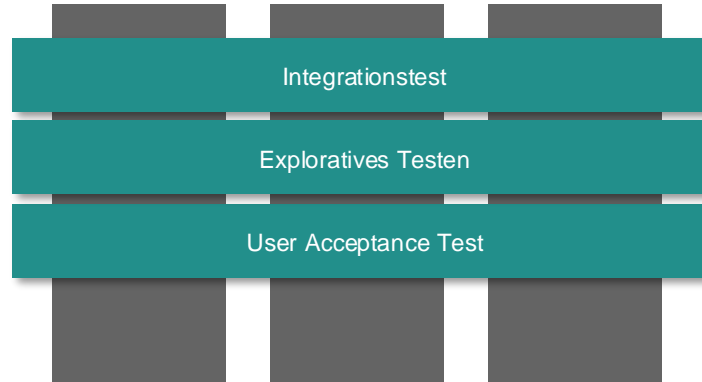 Integrationstest
Exploratives Testen
User Acceptance Test